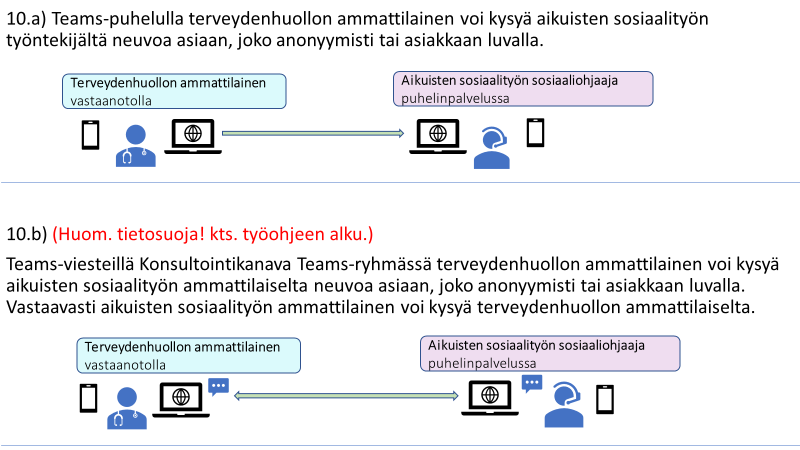 10.a) Teams-puhelulla terveydenhuollon ammattilainen voi kysyä aikuisten sosiaalityön
työntekijältä neuvoa asiaan, joko anonyymisti tai asiakkaan luvalla.
Terveydenhuollon ammattilainen
vastaanotolla
Aikuisten sosiaalityön sosiaaliohjaaja
puhelinpalvelussa
10.b) (Huom. tietosuoja! kts. työohjeen alku.)
Teams-viesteillä Konsultointikanava Teams-ryhmässä terveydenhuollon ammattilainen voi kysyä
aikuisten sosiaalityön ammattilaiselta neuvoa asiaan, joko anonyymisti tai asiakkaan luvalla.
Vastaavasti aikuisten sosiaalityön ammattilainen voi kysyä terveydenhuollon ammattilaiselta.
Terveydenhuollon ammattilainen
vastaanotolla
Aikuisten sosiaalityön sosiaaliohjaaja
puhelinpalvelussa